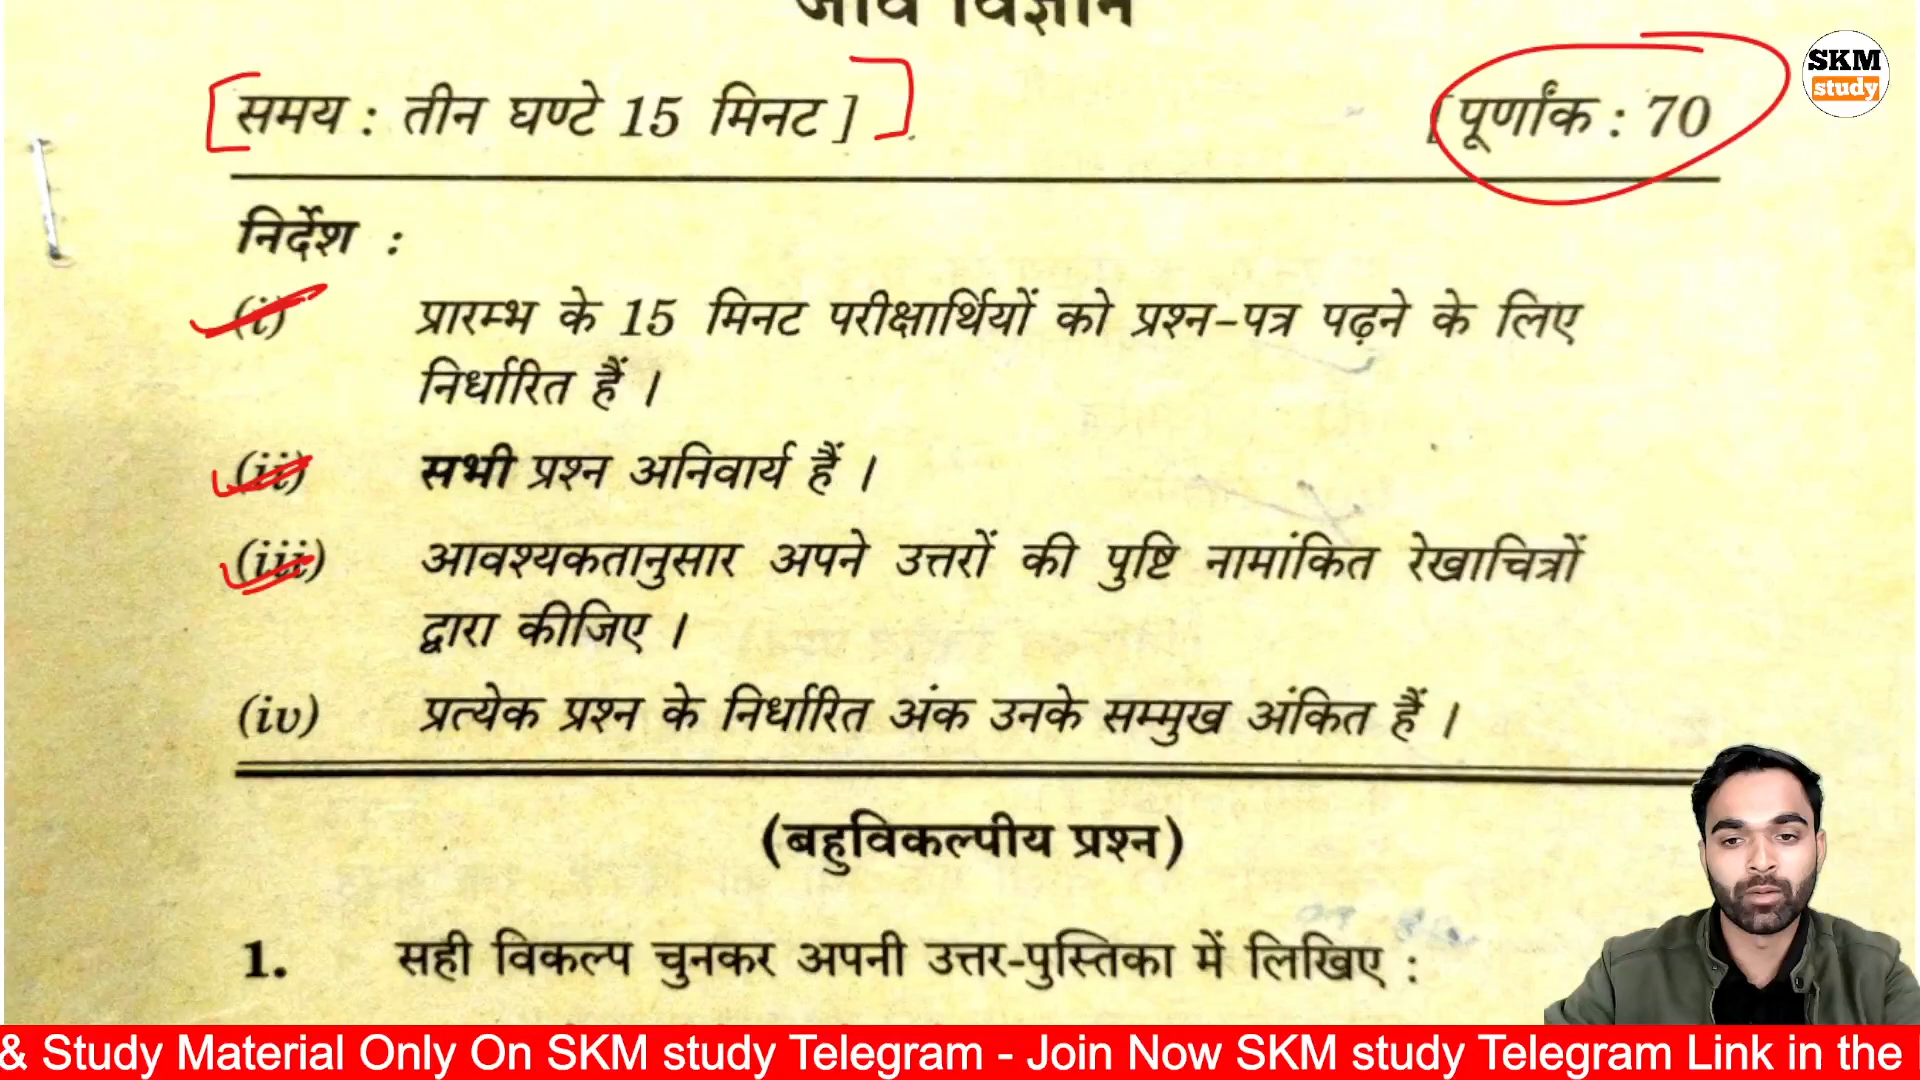 जीव विज्ञान
समय : तीन घण्टे 15 मिनट ] [ पूर्णांक : 70
SKM
study
निर्देश :
(i) प्रारम्भ के 15 मिनट परीक्षार्थियों को प्रश्न-पत्र पढ़ने के लिए
निर्धारित हैं ।
(ii) सभी प्रश्न अनिवार्य हैं ।
(iii) आवश्यकतानुसार अपने उत्तरों की पुष्टि नामांकित रेखाचित्रों
द्वारा कीजिए ।
(iv) प्रत्येक प्रश्न के निर्धारित अंक उनके सम्मुख अंकित हैं ।
(बहुविकल्पीय प्रश्न)
1. सही विकल्प चुनकर अपनी उत्तर-पुस्तिका में लिखिए :
& Study Material Only On SKM study Telegram - Join Now SKM study Telegram Link in the